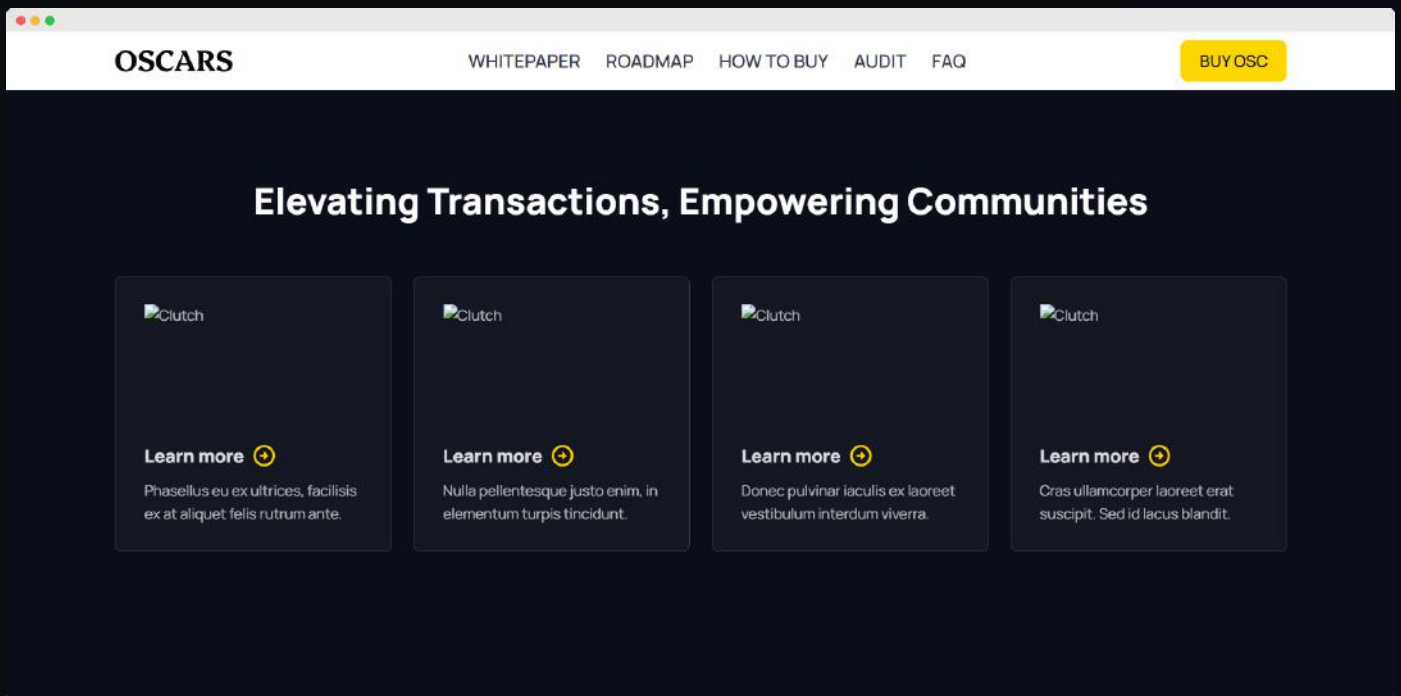 OSCARS
WHITEPAPER ROADMAP HOW TO BUY AUDIT FAQ
BUY OSC
Elevating Transactions, Empowering Communities
Clutch
Learn more
Phasellus eu ex ultrices, facilisis
ex at aliquet felis rutrum ante.
Clutch
Learn more
Nulla pellentesque justo enim, in
elementum turpis tincidunt.
Clutch
Learn more
Donec pulvinar iaculis ex laoreet
vestibulum interdum viverra.
Clutch
Learn more
Cras ullamcorper laoreet erat
suscipit. Sed id lacus blandit.